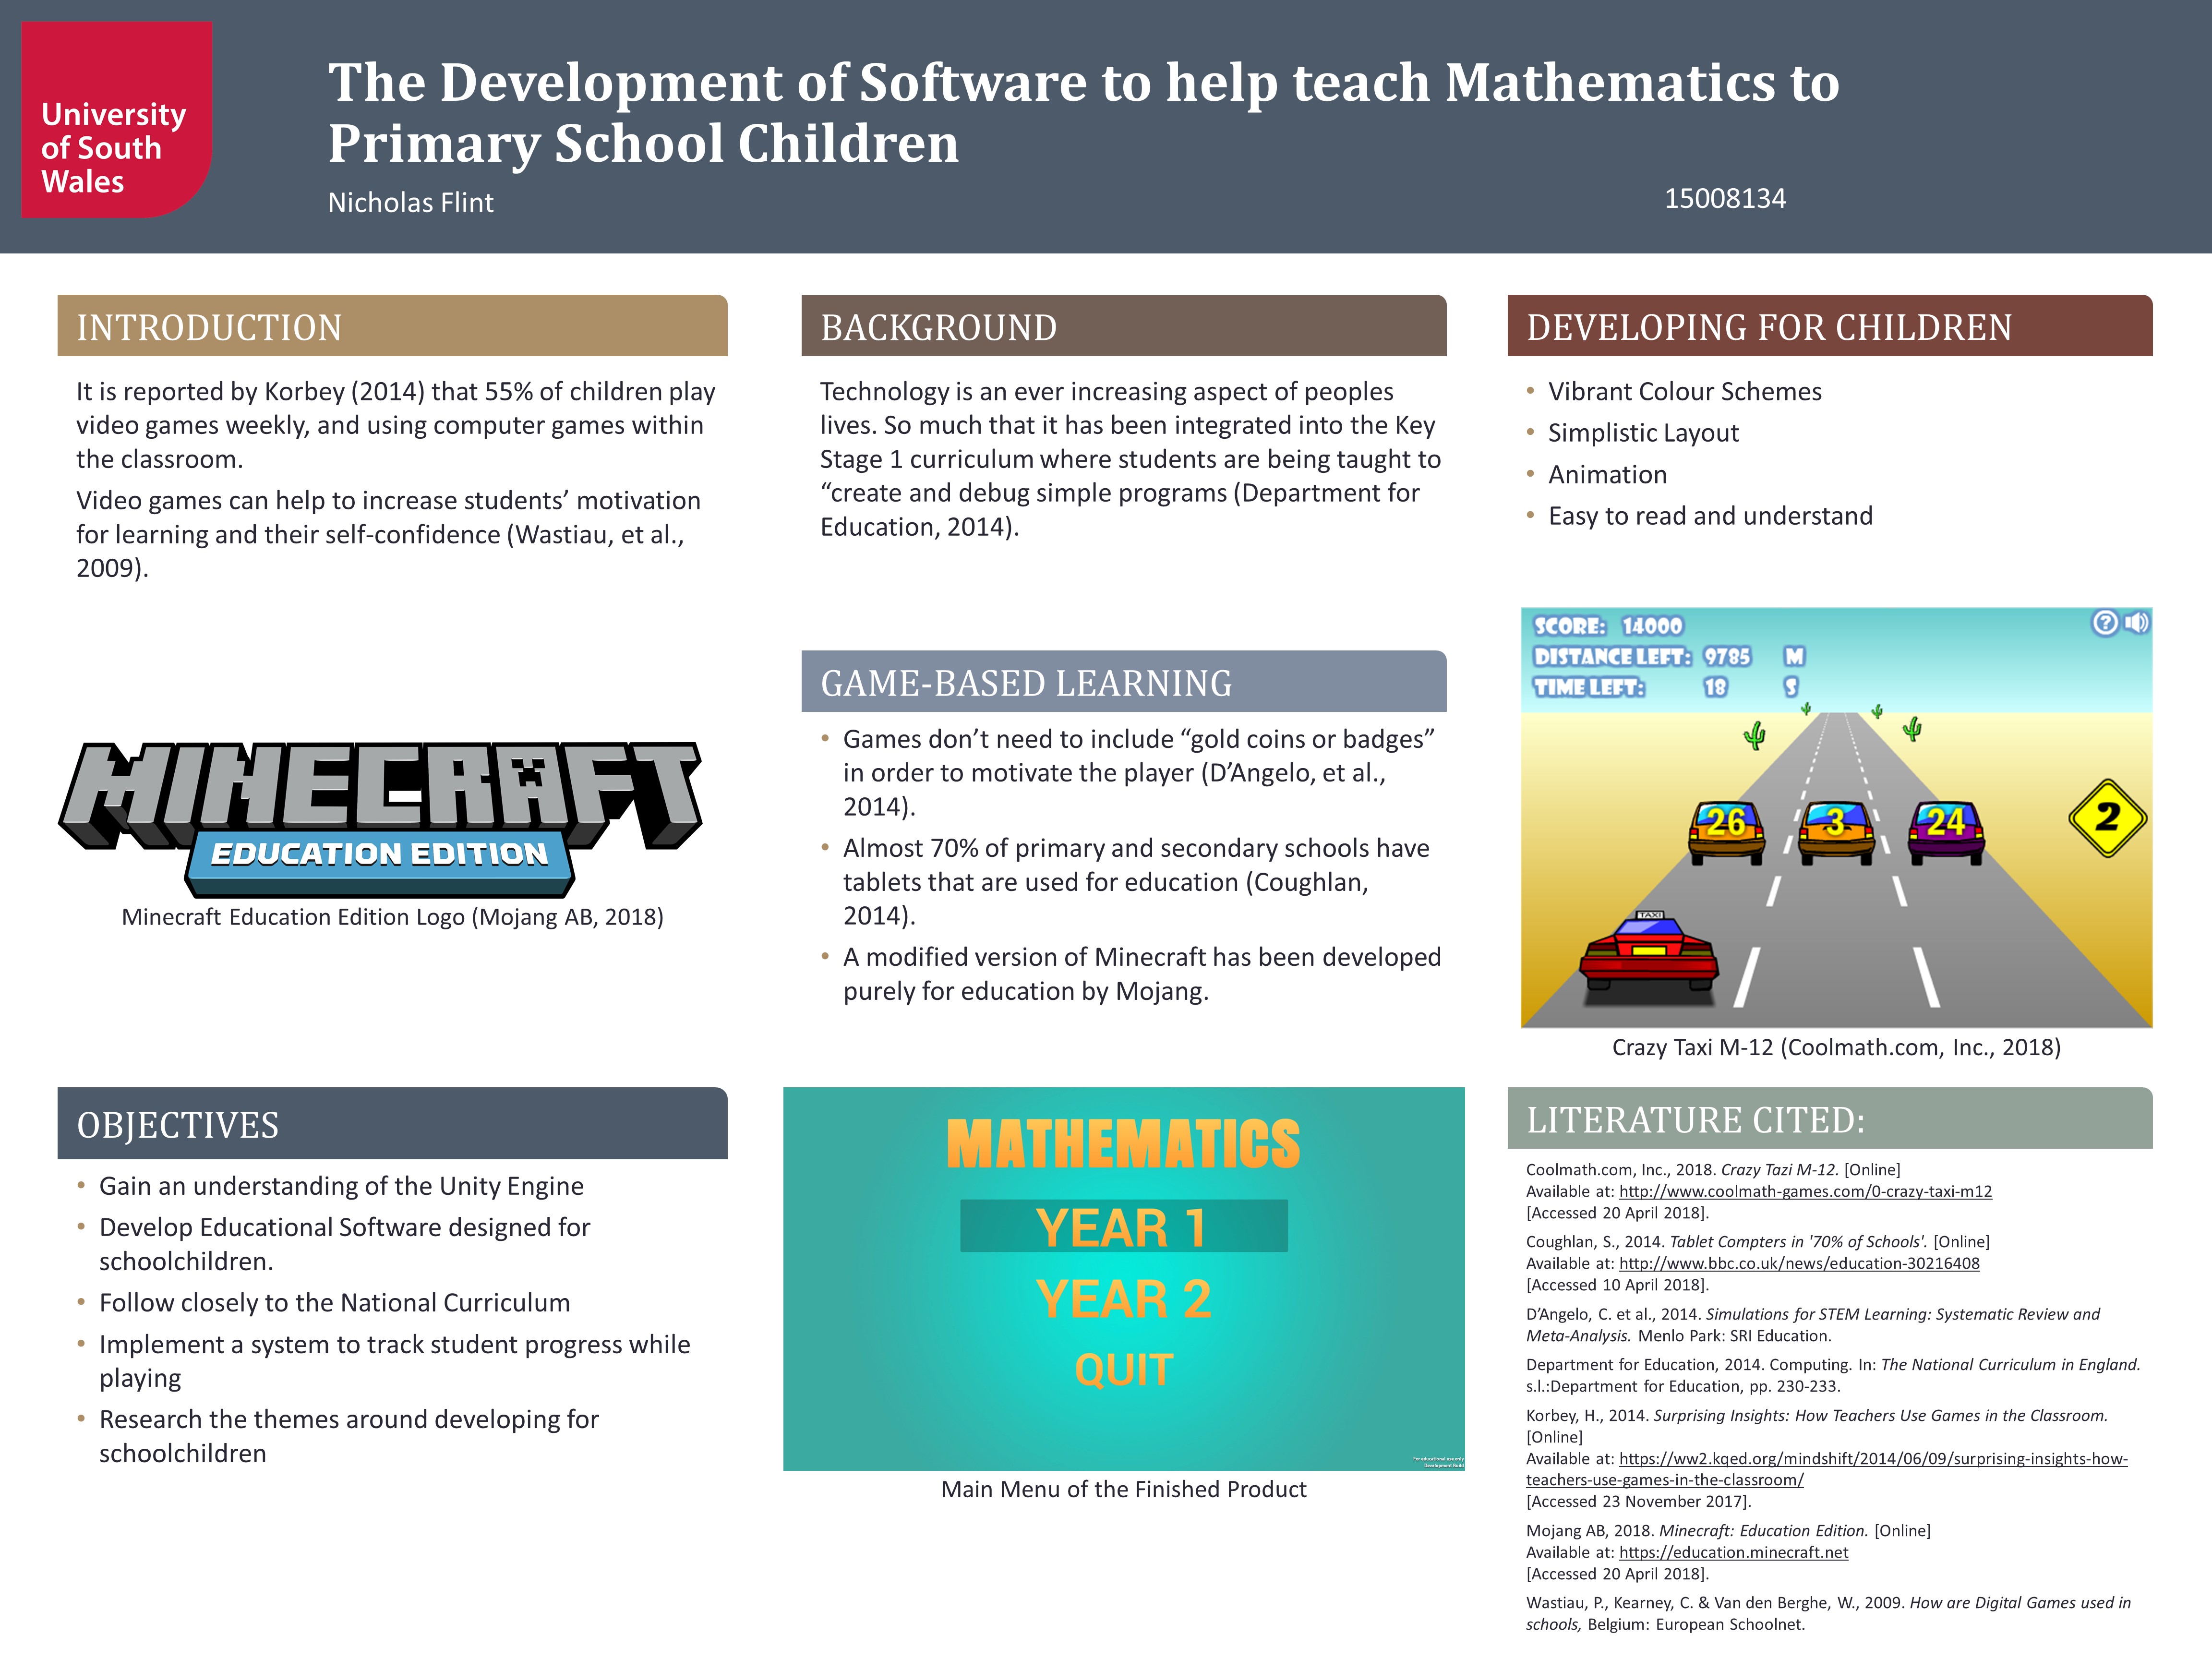 University
of South
Wales
The Development of Software to help teach Mathematics to
Primary School Children
Nicholas Flint
15008134
INTRODUCTION
It is reported by Korbey (2014) that 55% of children play
video games weekly, and using computer games within
the classroom.
Video games can help to increase students’ motivation
for learning and their self-confidence (Wastiau, et al.,
2009).
MINECRAFT
EDUCATION EDITION
Minecraft Education Edition Logo (Mojang AB, 2018)
OBJECTIVES
• Gain an understanding of the Unity Engine
• Develop Educational Software designed for
schoolchildren.
• Follow closely to the National Curriculum
• Implement a system to track student progress while
playing
• Research the themes around developing for
schoolchildren
BACKGROUND
Technology is an ever increasing aspect of peoples
lives. So much that it has been integrated into the Key
Stage 1 curriculum where students are being taught to
“create and debug simple programs (Department for
Education, 2014).
GAME-BASED LEARNING
• Games don’t need to include “gold coins or badges”
in order to motivate the player (D’Angelo, et al.,
2014).
• Almost 70% of primary and secondary schools have
tablets that are used for education (Coughlan,
2014).
• A modified version of Minecraft has been developed
purely for education by Mojang.
MATHEMATICS
YEAR 1
YEAR 2
QUIT
For educational use only
Development Build
Main Menu of the Finished Product
DEVELOPING FOR CHILDREN
• Vibrant Colour Schemes
• Simplistic Layout
• Animation
• Easy to read and understand
SCORE: 14000
DISTANCE LEFT: 9785 M
TIME LEFT: 18 S
?
26 3 24
2
TAXI
Crazy Taxi M-12 (Coolmath.com, Inc., 2018)
LITERATURE CITED:
Coolmath.com, Inc., 2018. Crazy Tazi M-12. [Online]
Available at: http://www.coolmath-games.com/0-crazy-taxi-m12
[Accessed 20 April 2018].
Coughlan, S., 2014. Tablet Compters in '70% of Schools'. [Online]
Available at: http://www.bbc.co.uk/news/education-30216408
[Accessed 10 April 2018].
D’Angelo, C. et al., 2014. Simulations for STEM Learning: Systematic Review and
Meta-Analysis. Menlo Park: SRI Education.
Department for Education, 2014. Computing. In: The National Curriculum in England.
s.l.:Department for Education, pp. 230-233.
Korbey, H., 2014. Surprising Insights: How Teachers Use Games in the Classroom.
[Online]
Available at: https://ww2.kqed.org/mindshift/2014/06/09/surprising-insights-how-
teachers-use-games-in-the-classroom/
[Accessed 23 November 2017].
Mojang AB, 2018. Minecraft: Education Edition. [Online]
Available at: https://education.minecraft.net
[Accessed 20 April 2018].
Wastiau, P., Kearney, C. & Van den Berghe, W., 2009. How are Digital Games used in
schools, Belgium: European Schoolnet.